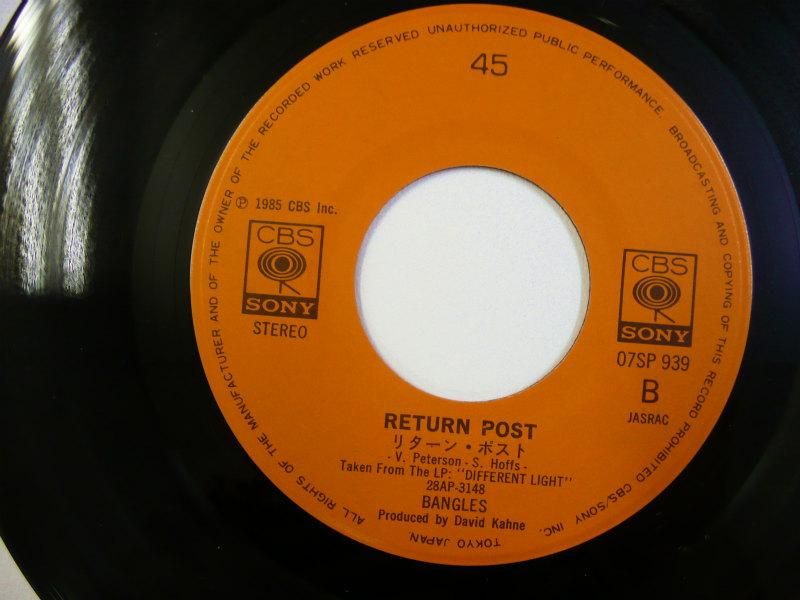 ALL RIGHTS OF THE MANUFACTURER AND OF THE OWNER OF THE RECORDED WORK RESERVED UNAUTHORIZED PUBLIC PERFORMANCE, BROADCASTING AND COPYING OF THIS RECORD PROHIBITED CBS/SONY INC. TOKYO JAPAN.
45
℗ 1985 CBS Inc.
CBS
SONY
STEREO
CBS
SONY
07SP 939
B
JASRAC
RETURN POST
リターン・ポスト
- V. Peterson - S. Hoffs -
Taken From The LP: "DIFFERENT LIGHT"
28AP-3148
BANGLES
Produced by David Kahne